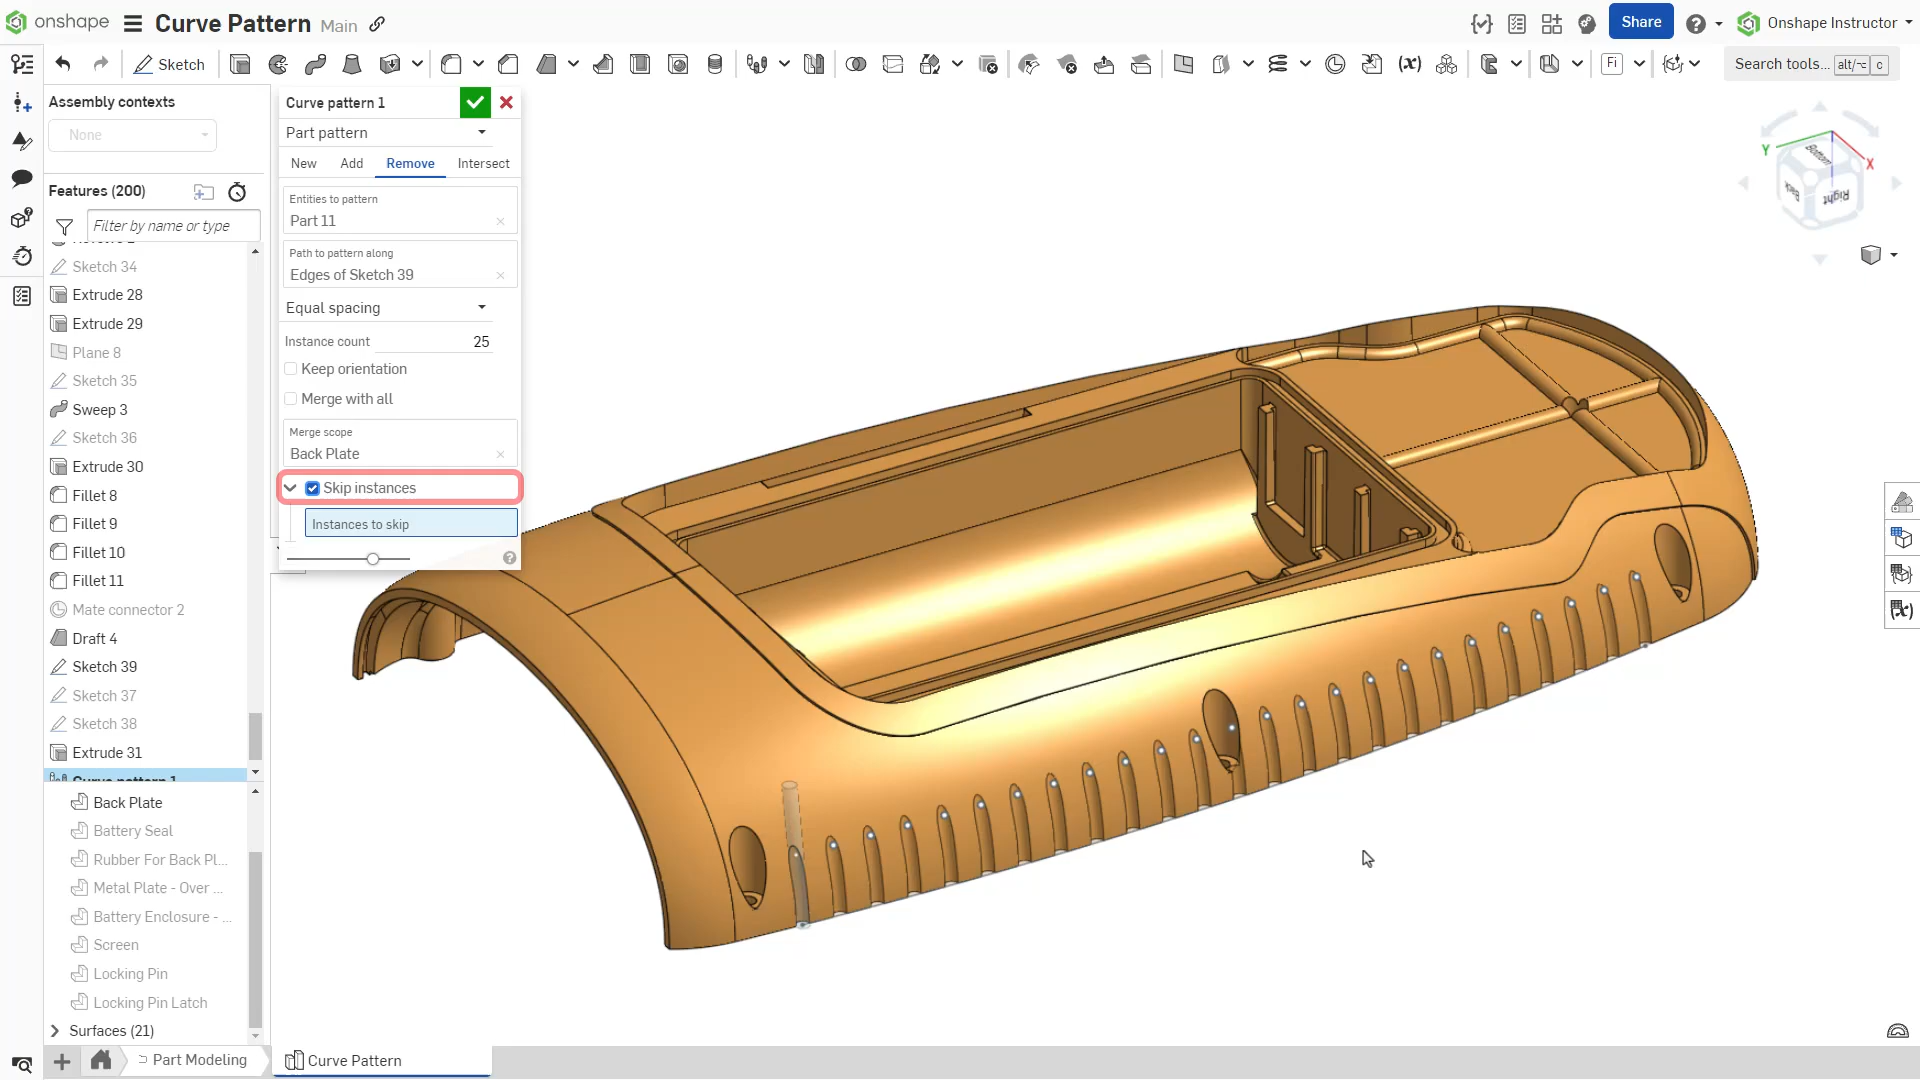 onshape
Curve Pattern Main
Share
Onshape Instructor
Sketch
Fi
Search tools... alt/⌥ c
Assembly contexts
None
Features (200)
Filter by name or type
Sketch 34
Extrude 28
Extrude 29
Plane 8
Sketch 35
Sweep 3
Sketch 36
Extrude 30
Fillet 8
Fillet 9
Fillet 10
Fillet 11
Mate connector 2
Draft 4
Sketch 39
Sketch 37
Sketch 38
Extrude 31
Curve pattern 1
Back Plate
Battery Seal
Rubber For Back Pl...
Metal Plate - Over ...
Battery Enclosure - ...
Screen
Locking Pin
Locking Pin Latch
Surfaces (21)
Curve pattern 1
Part pattern
New Add Remove Intersect
Entities to pattern
Part 11
Path to pattern along
Edges of Sketch 39
Equal spacing
Instance count 25
Keep orientation
Merge with all
Merge scope
Back Plate
Skip instances
Instances to skip
Y
X
Bottom
Back
Right
Part Modeling
Curve Pattern